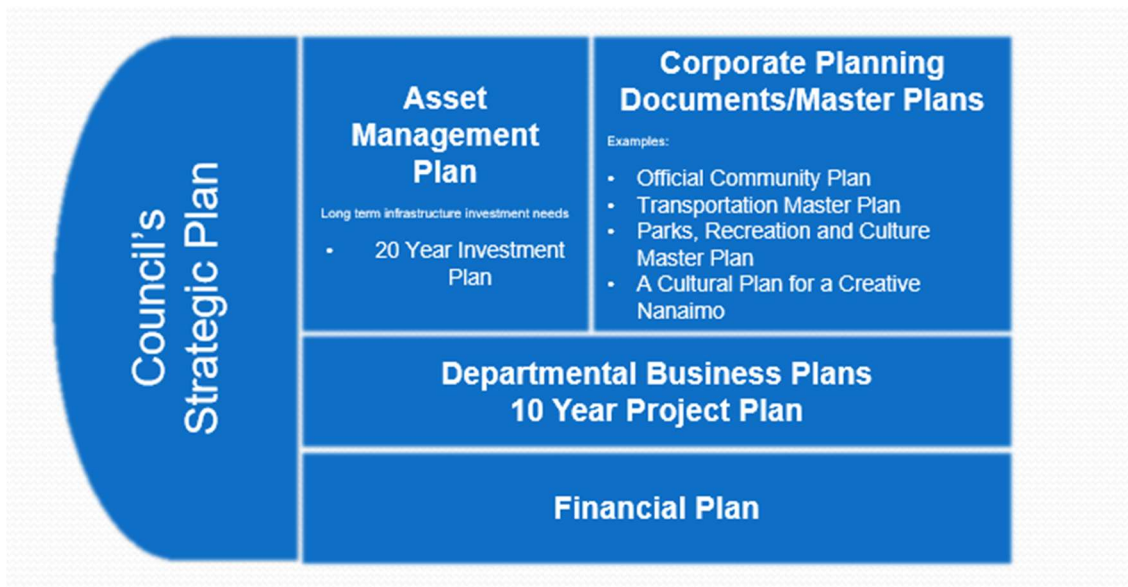 Council's
Strategic Plan
Asset
Management
Plan
Long term infrastructure investment needs
• 20 Year Investment
Plan
Corporate Planning
Documents/Master Plans
Examples:
• Official Community Plan
• Transportation Master Plan
• Parks, Recreation and Culture
Master Plan
• A Cultural Plan for a Creative
Nanaimo
Departmental Business Plans
10 Year Project Plan
Financial Plan